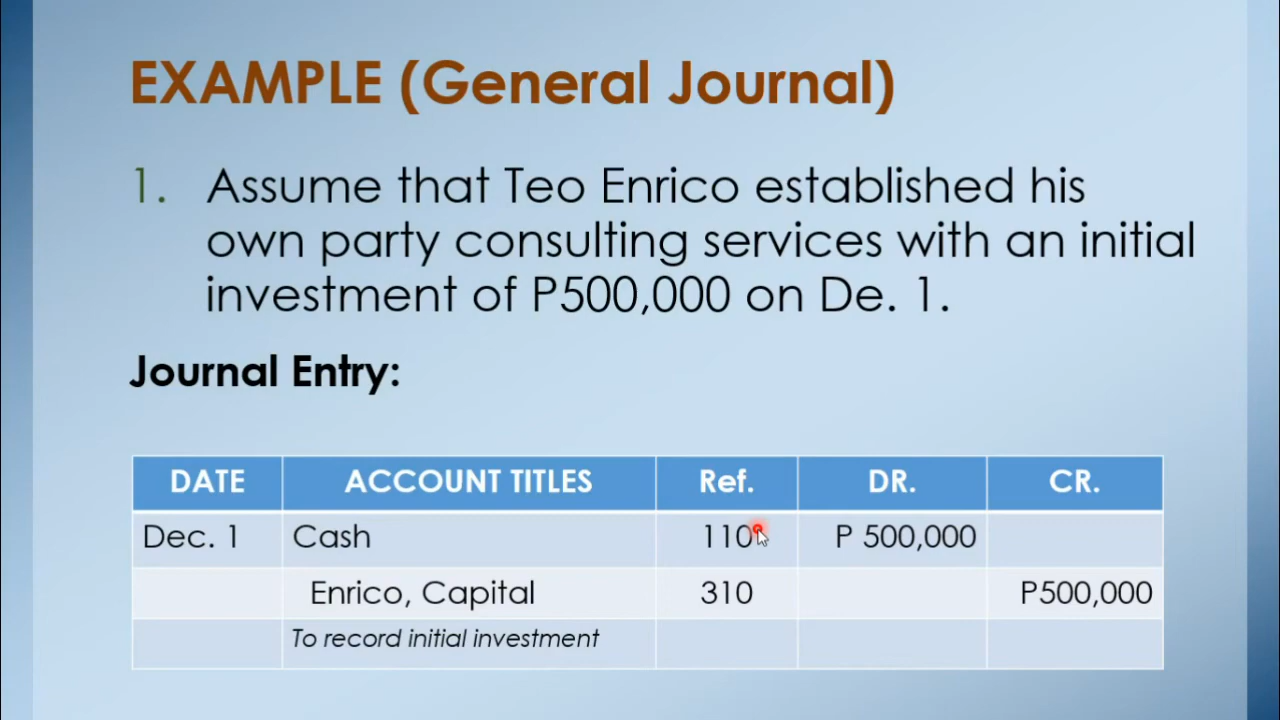 EXAMPLE (General Journal)
1. Assume that Teo Enrico established his
own party consulting services with an initial
investment of P500,000 on De. 1.
Journal Entry:
DATE ACCOUNT TITLES Ref. DR. CR.
Dec. 1 Cash 110 P 500,000
Enrico, Capital 310 P500,000
To record initial investment